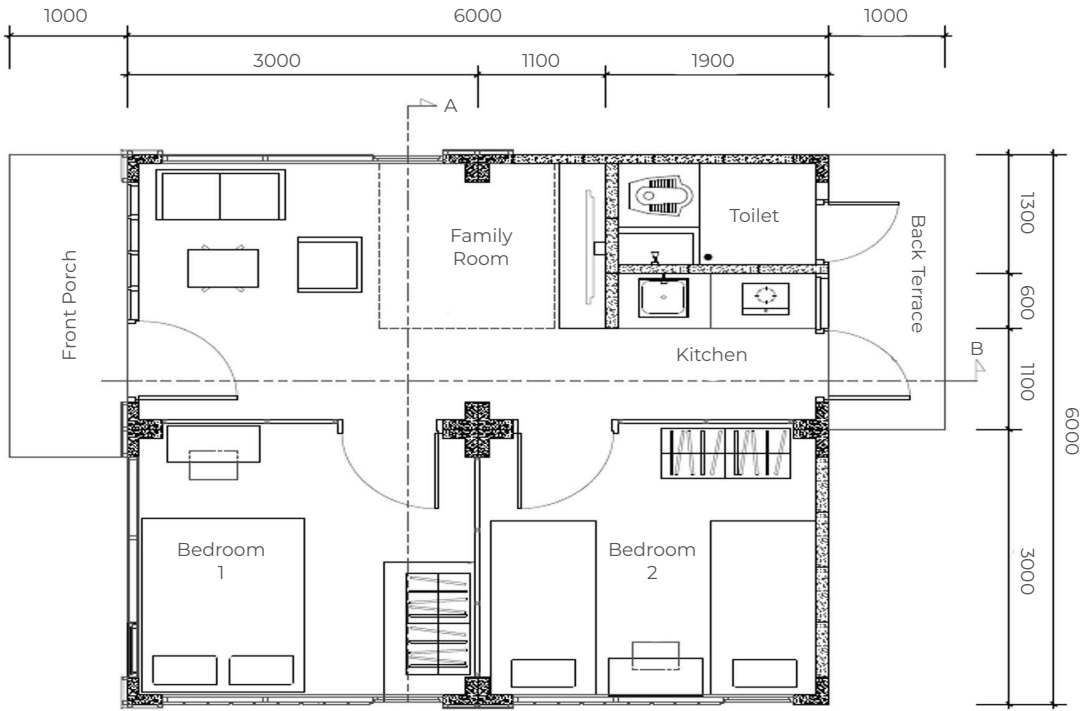 1000
6000
1000
3000
1100
1900
A
Front Porch
Family
Room
Toilet
Back Terrace
Kitchen
B
Bedroom
1
Bedroom
2
1300
600
1100
3000
6000